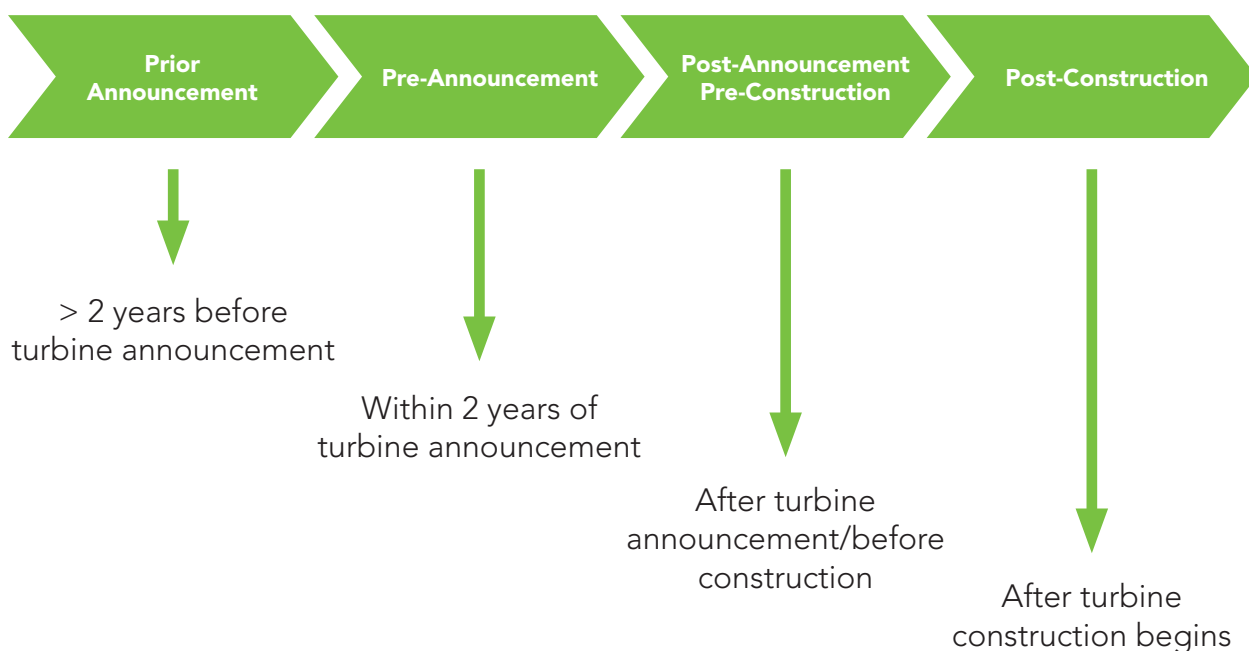 Prior
Announcement
Pre-Announcement
Post-Announcement
Pre-Construction
Post-Construction
> 2 years before
turbine announcement
Within 2 years of
turbine announcement
After turbine
announcement/before
construction
After turbine
construction begins